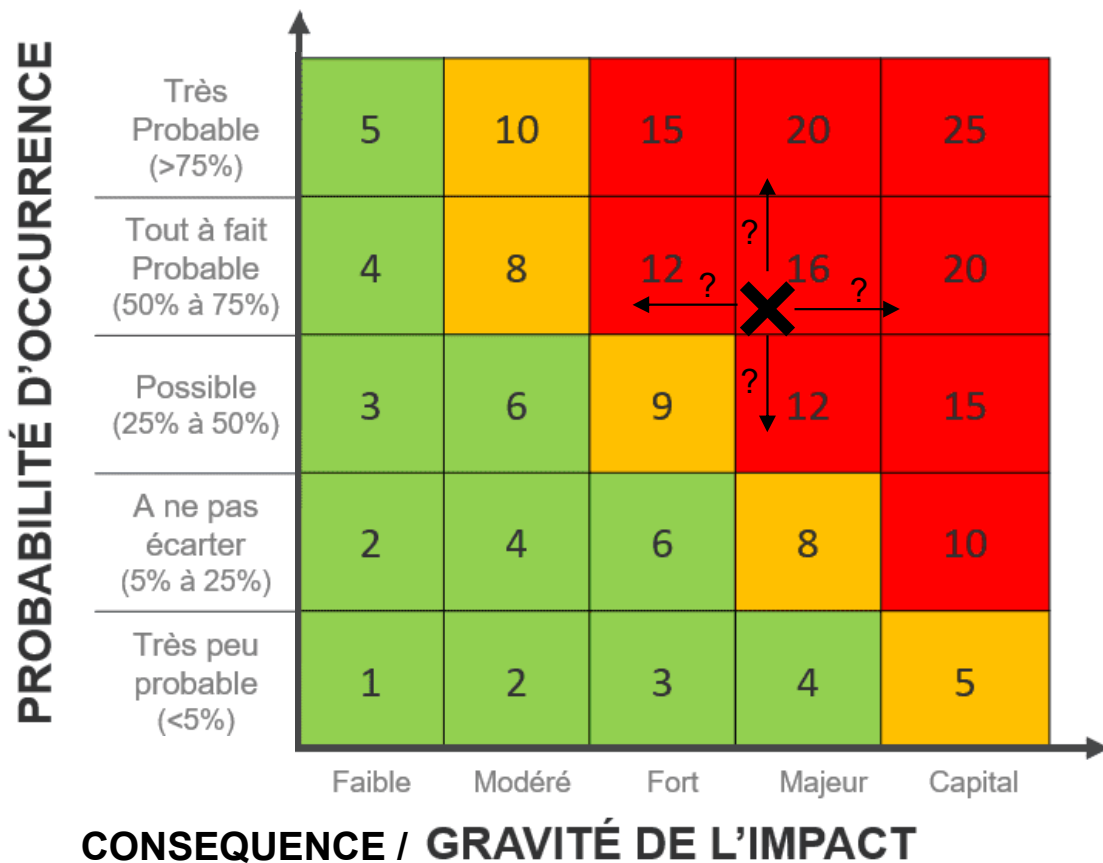 PROBABILITÉ D'OCCURRENCE
Très
Probable
(>75%)
5 10 15 20 25
Tout à fait
Probable
(50% à 75%)
?
4 8 12 16 20
? ?
Possible
(25% à 50%)
?
3 6 9 12 15
A ne pas
écarter
(5% à 25%)
2 4 6 8 10
Très peu
probable
(<5%)
1 2 3 4 5
Faible Modéré Fort Majeur Capital
CONSEQUENCE / GRAVITÉ DE L'IMPACT